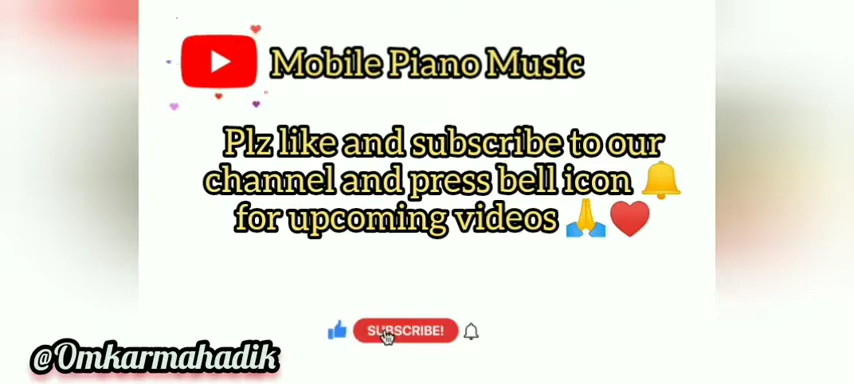 Mobile Piano Music
Plz like and subscribe to our
channel and press bell icon 🔔
for upcoming videos 🙏♥️
SUBSCRIBE!
@Omkarmahadik